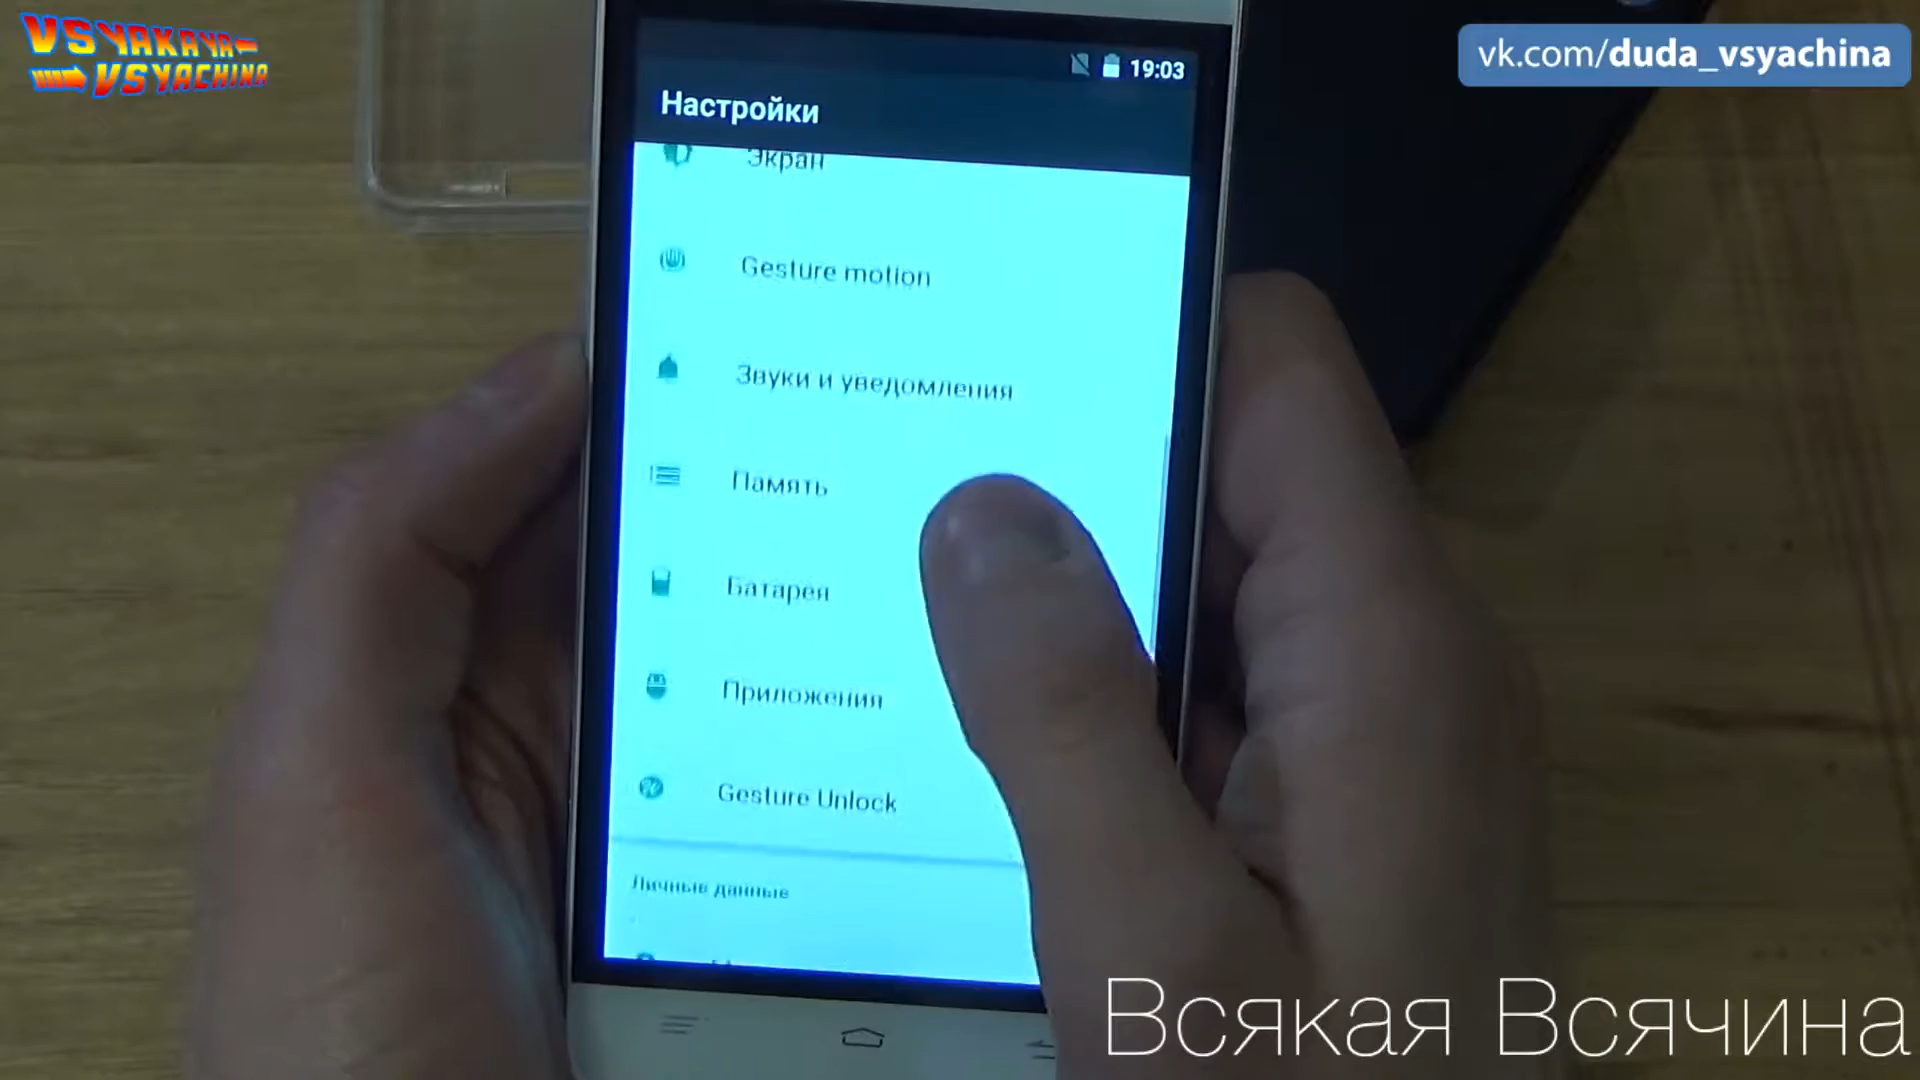 VSYAKAYA
VSYACHINA
vk.com/duda_vsyachina
19:03
Настройки
Экран
Gesture motion
Звуки и уведомления
Память
Батарея
Приложения
Gesture Unlock
Личные данные
Всякая Всячина